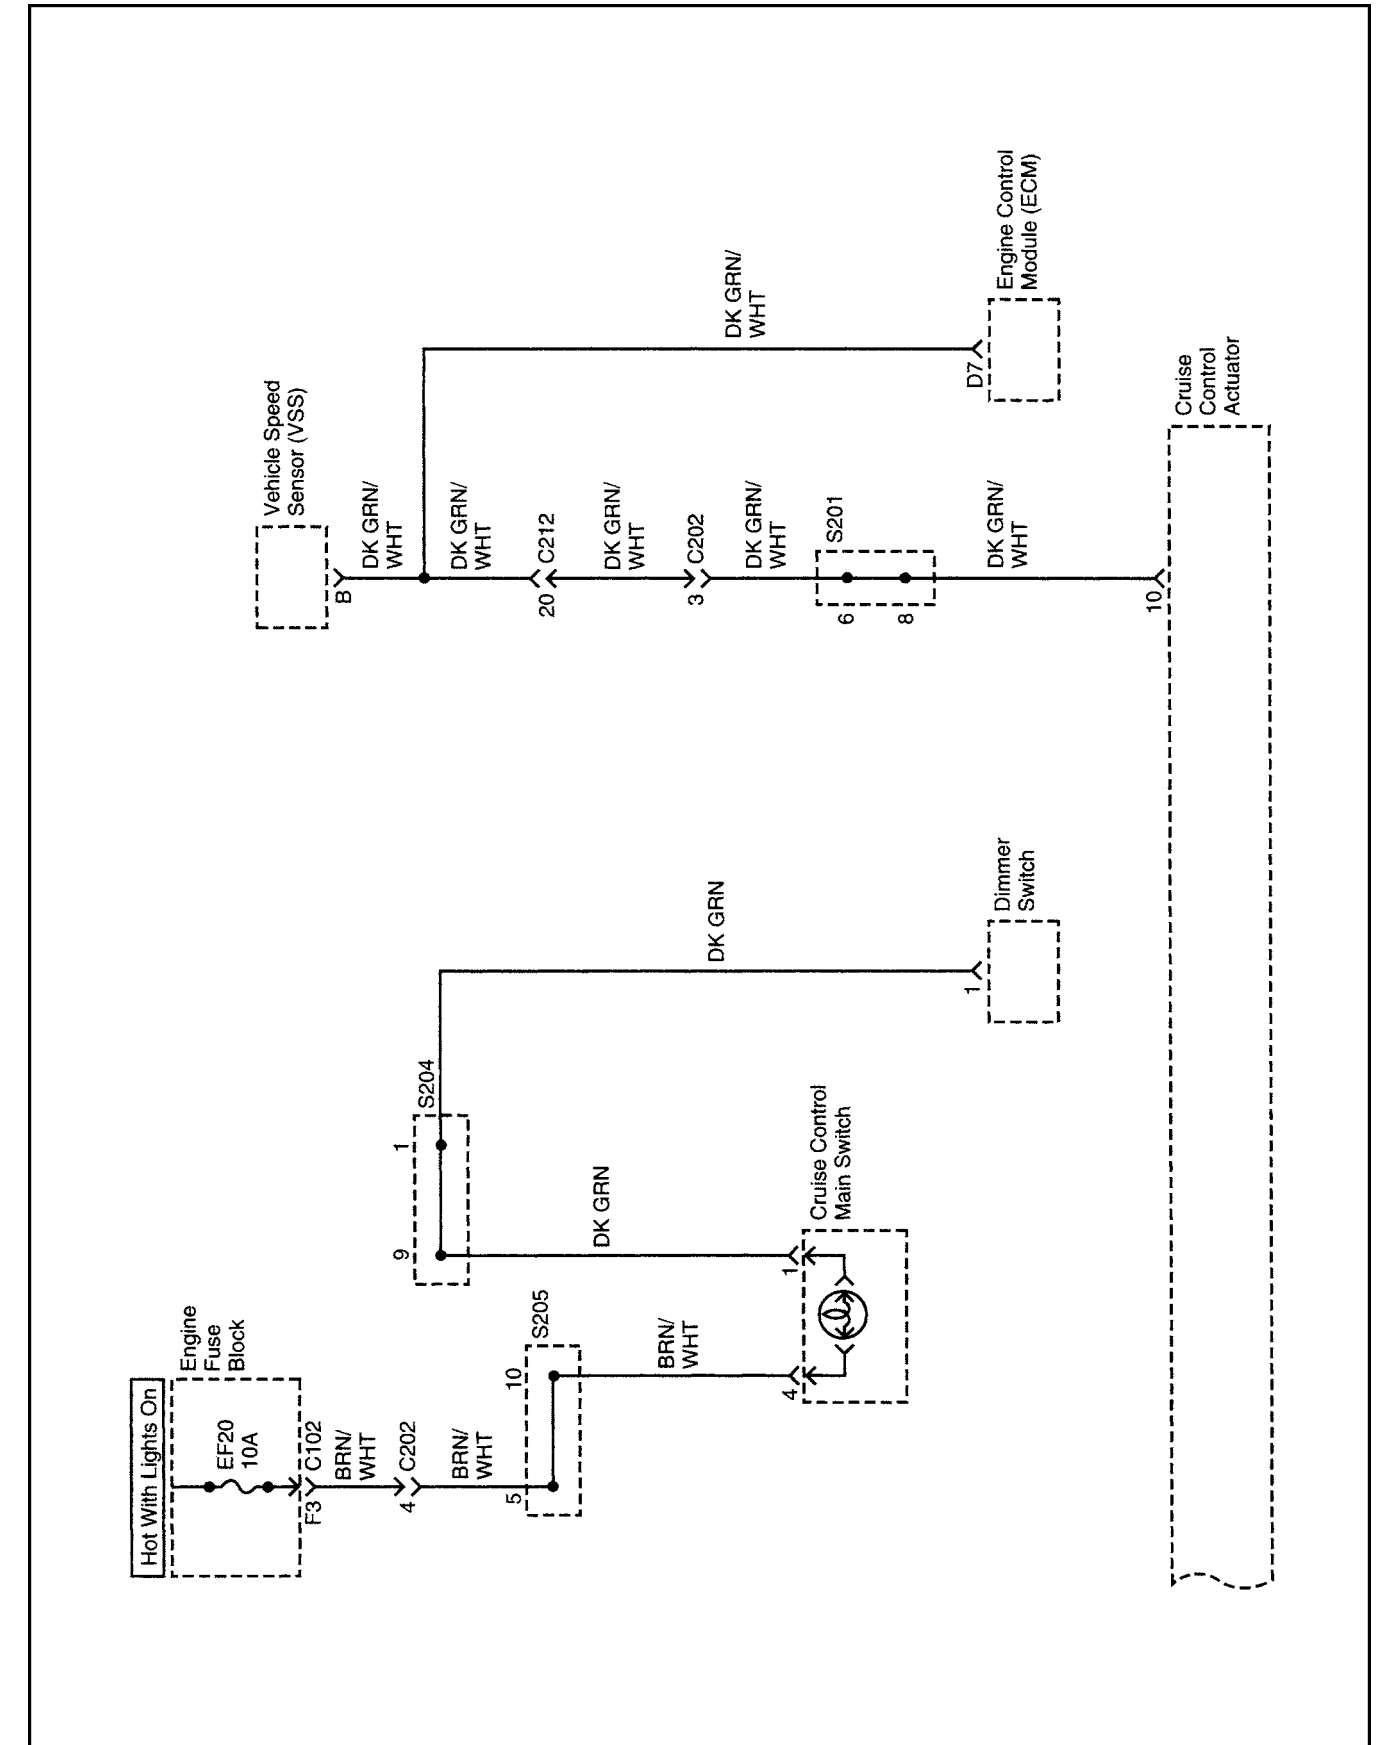 Hot With Lights On
Engine
Fuse
Block
EF20
10A
F3
C102
BRN/
WHT
4
C202
BRN/
WHT
5
10
S205
BRN/
WHT
4
9
1
S204
DK GRN
1
Cruise Control
Main Switch
DK GRN
1
Dimmer
Switch
Vehicle Speed
Sensor (VSS)
B
DK GRN/
WHT
DK GRN/
WHT
20
C212
DK GRN/
WHT
3
C202
DK GRN/
WHT
S201
6
8
DK GRN/
WHT
10
DK GRN/
WHT
D7
Engine Control
Module (ECM)
Cruise
Control
Actuator